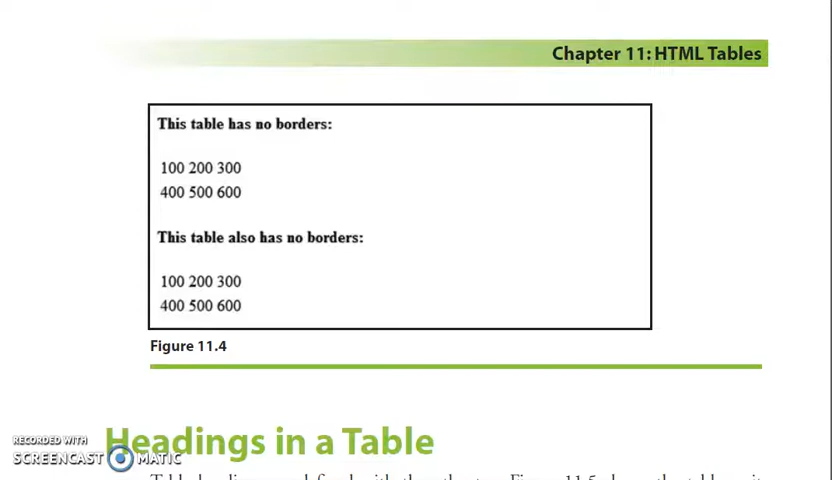 Chapter 11: HTML Tables
This table has no borders:
100 200 300
400 500 600
This table also has no borders:
100 200 300
400 500 600
Figure 11.4
Headings in a Table
RECORDED WITH
SCREENCAST MATIC